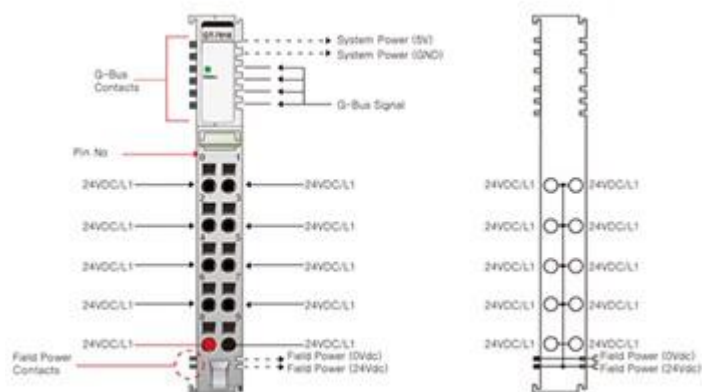 System Power (5V)
System Power (GND)
G-Bus
Contacts
G-Bus Signal
Pin No
0 1
24VDC/L1 24VDC/L1 24VDC/L1 24VDC/L1
24VDC/L1 24VDC/L1 24VDC/L1 24VDC/L1
24VDC/L1 24VDC/L1 24VDC/L1 24VDC/L1
24VDC/L1 24VDC/L1 24VDC/L1 24VDC/L1
24VDC/L1 24VDC/L1 24VDC/L1 24VDC/L1
Field Power
Contacts
Field Power (0Vdc) Field Power (0Vdc)
Field Power (24Vdc) Field Power (24Vdc)